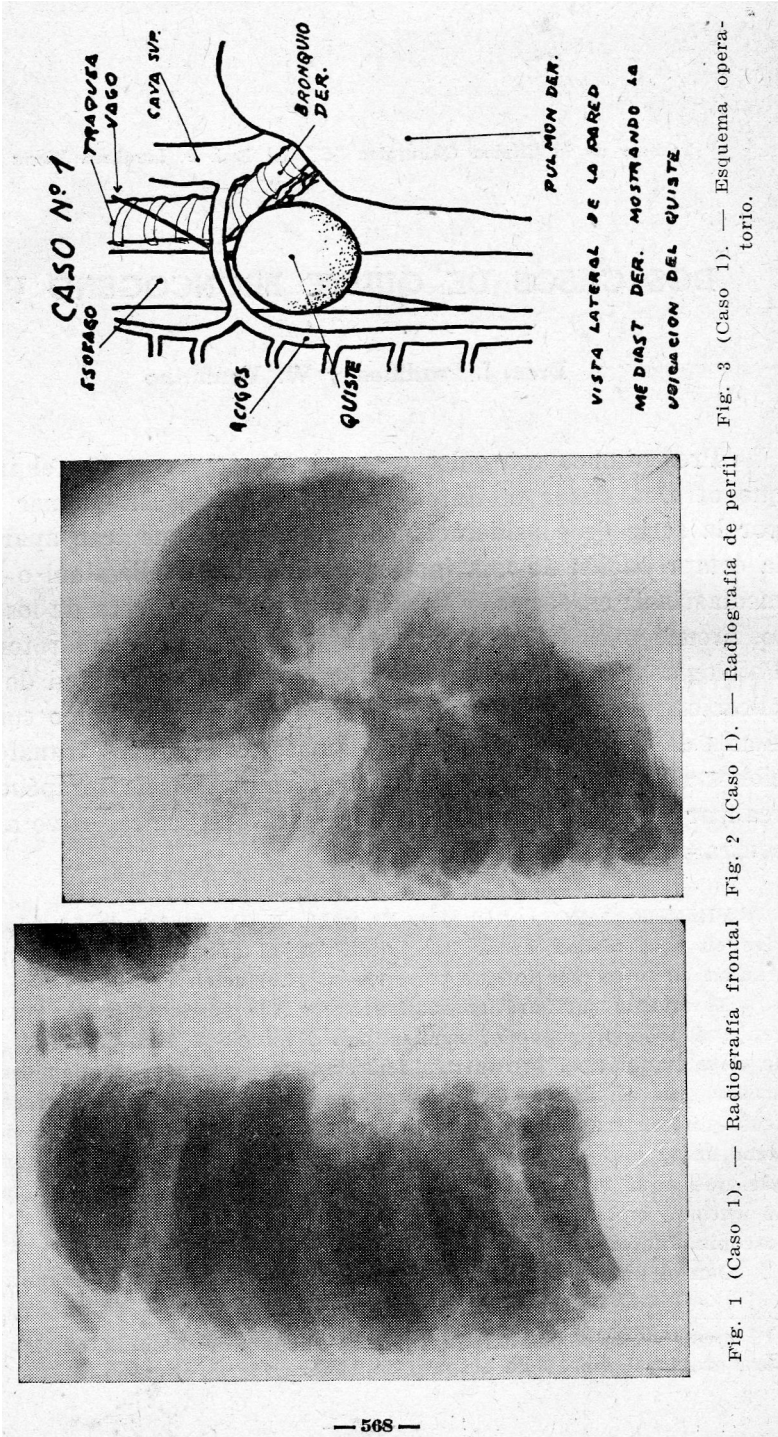 CASO Nº 1
TRAQUEA
VAGO
CAVA SUP.
ESOFAGO
BRONQUIO
DER.
ACIGOS
QUISTE
PULMON DER.
VISTA LATERAL DE LA PARED
MEDIAST DER. MOSTRANDO LA
UBICACION DEL QUISTE
Fig. 1 (Caso 1). — Radiografía frontal
Fig. 2 (Caso 1). — Radiografía de perfil
Fig. 3 (Caso 1). — Esquema opera-
torio.
— 568 —